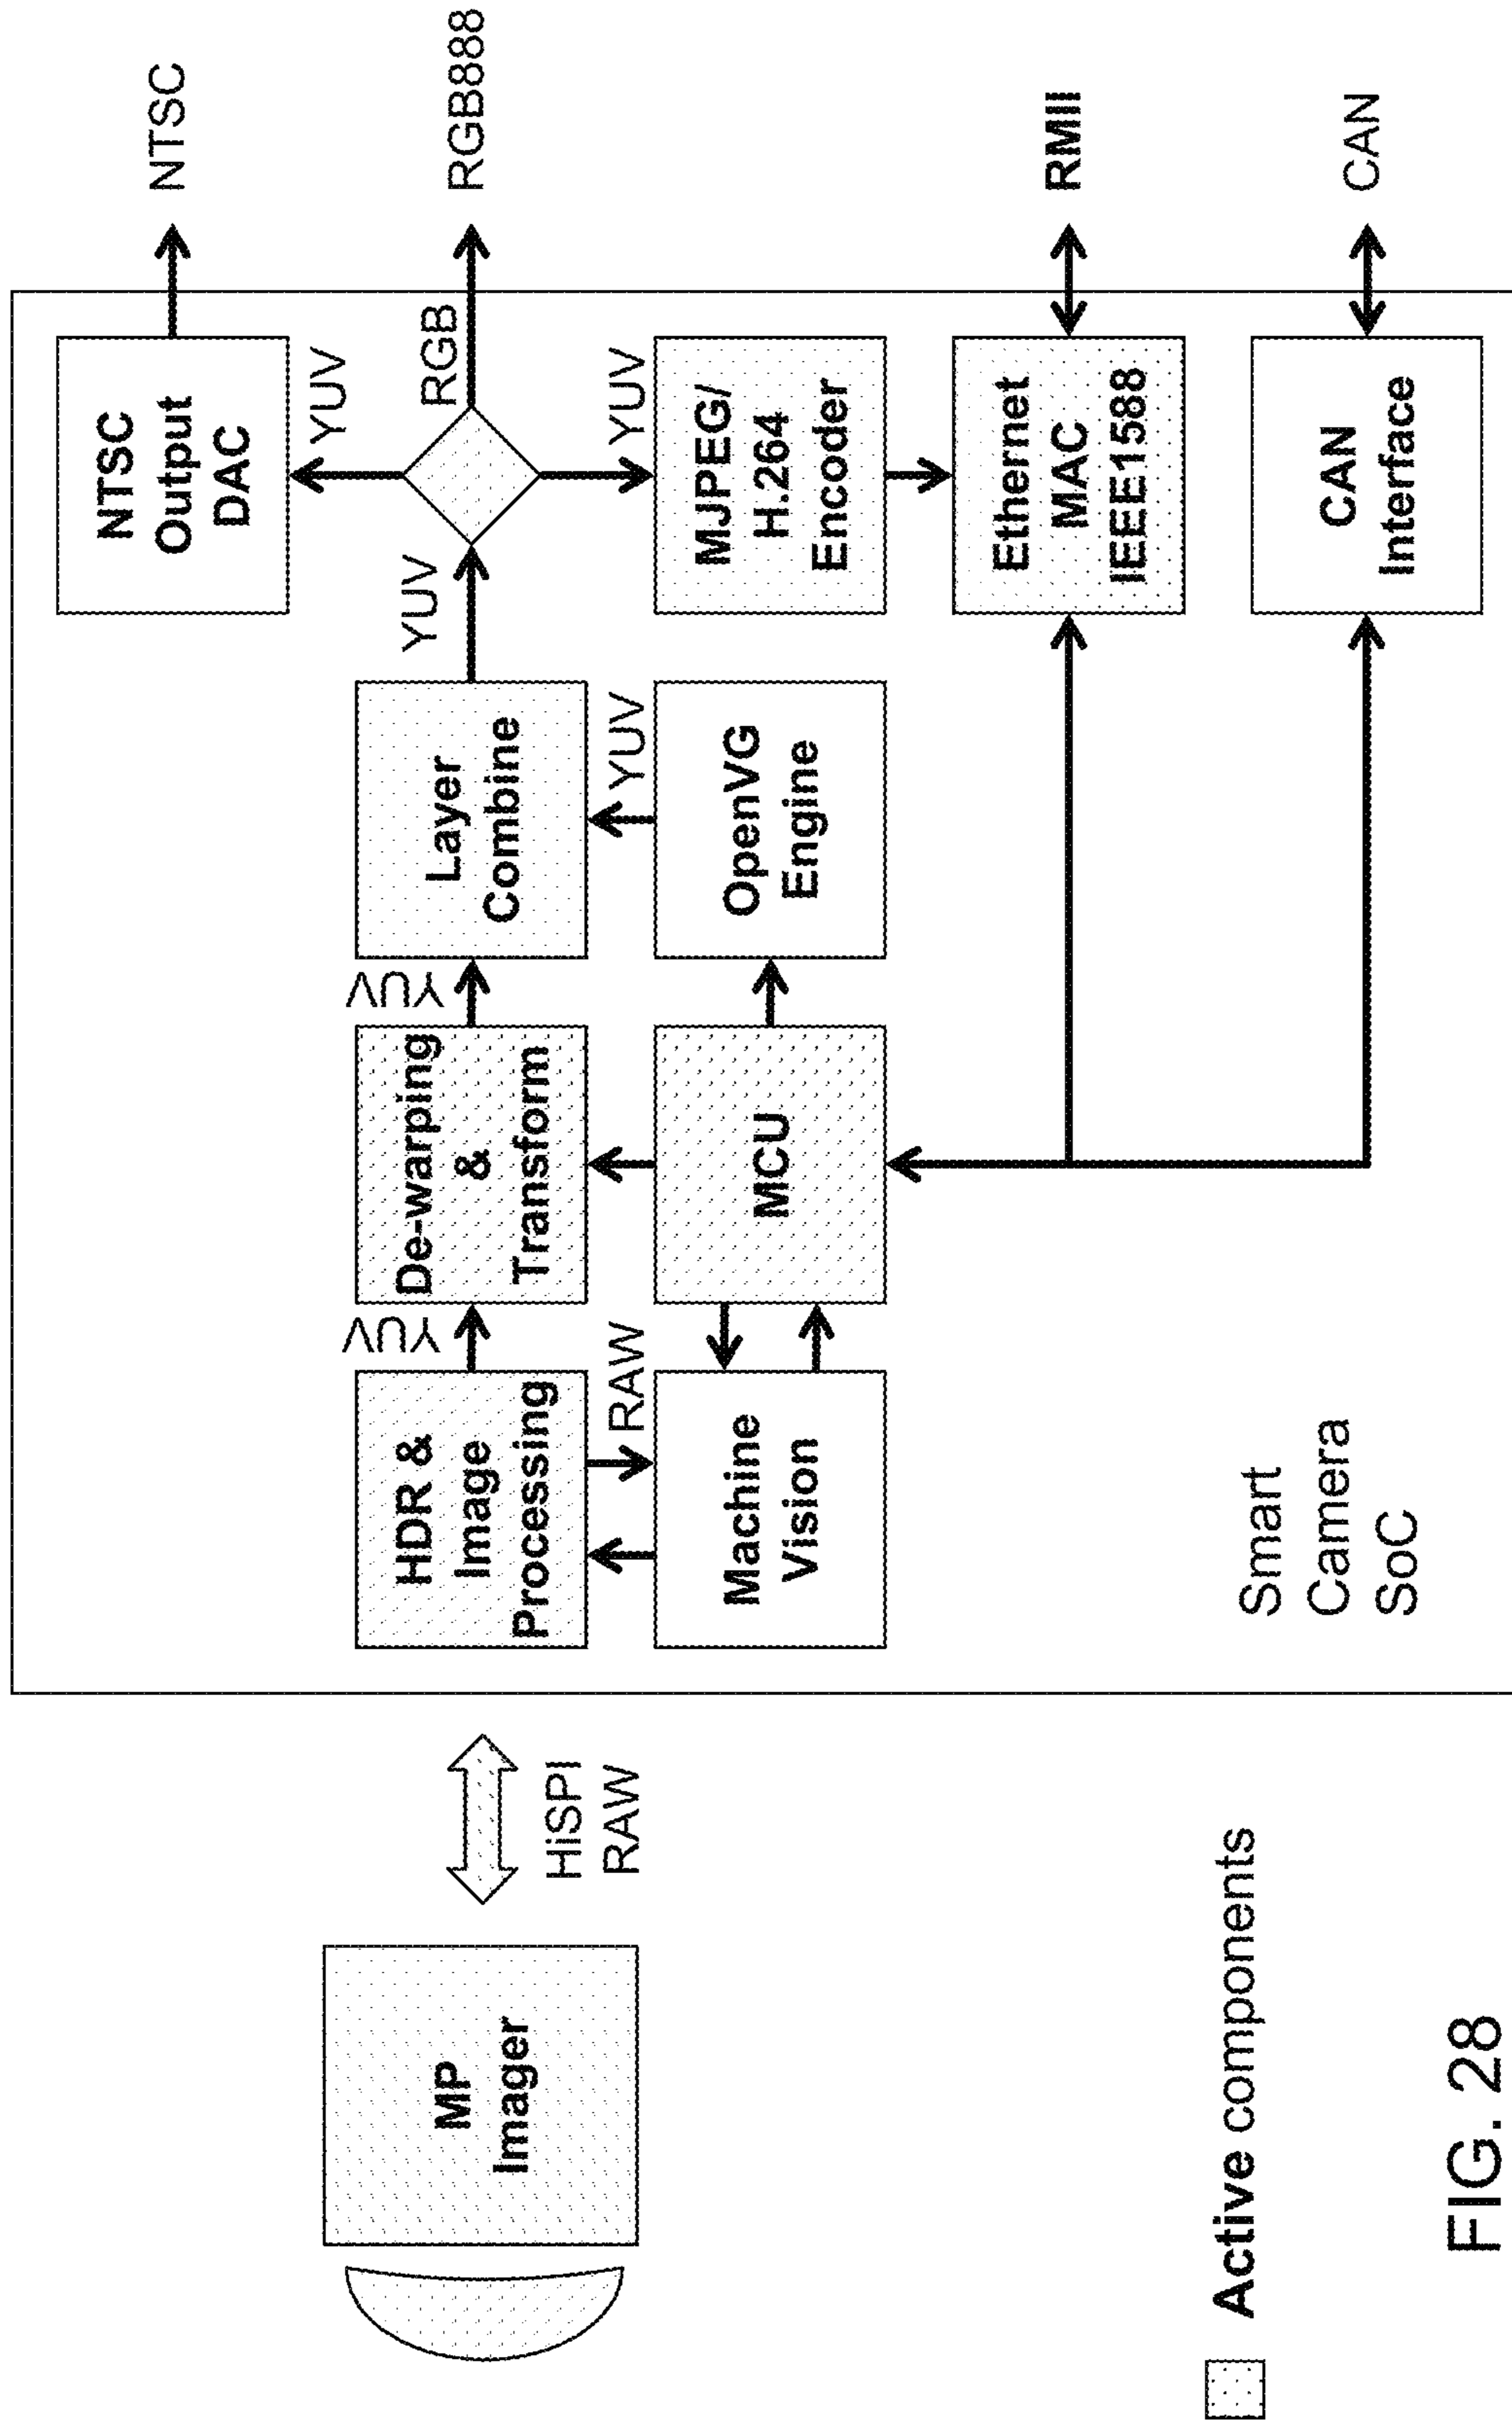 NTSC
Output
DAC
NTSC
YUV
YUV
RGB
RGB888
YUV
HDR &
Image
Processing
YUV
De-warping
&
Transform
YUV
Layer
Combine
MP
Imager
HiSPI
RAW
RAW
YUV
Machine
Vision
MCU
OpenVG
Engine
MJPEG/
H.264
Encoder
Ethernet
MAC
IEEE1588
RMII
CAN
Interface
CAN
Smart
Camera
SoC
Active components
FIG. 28